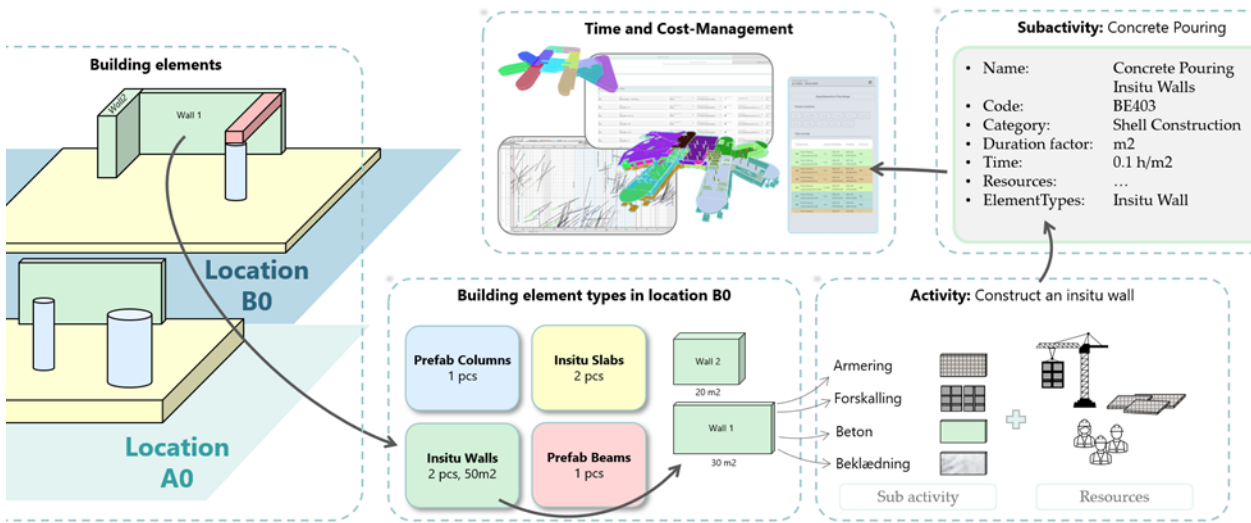 Building elements
Wall2
Wall 1
Location
B0
Location
A0
Time and Cost-Management
Subactivity: Concrete Pouring
• Name: Concrete Pouring
Insitu Walls
• Code: BE403
• Category: Shell Construction
• Duration factor: m2
• Time: 0.1 h/m2
• Resources: ...
• ElementTypes: Insitu Wall
Building element types in location B0
Prefab Columns
1 pcs
Insitu Slabs
2 pcs
Insitu Walls
2 pcs, 50m2
Prefab Beams
1 pcs
Wall 2
20 m2
Wall 1
30 m2
Activity: Construct an insitu wall
Armering
Forskalling
Beton
Beklædning
Sub activity
Resources